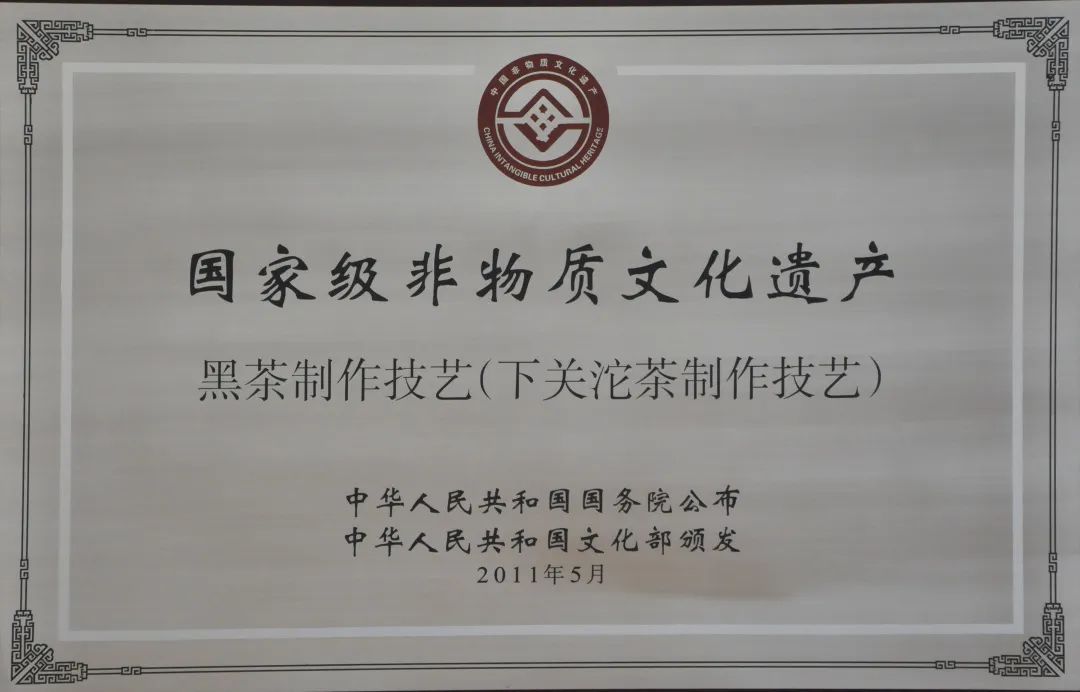 中国非物质文化遗产
CHINA INTANGIBLE CULTURAL HERITAGE
国家级非物质文化遗产
黑茶制作技艺(下关沱茶制作技艺)
中华人民共和国国务院公布
中华人民共和国文化部颁发
2011年5月